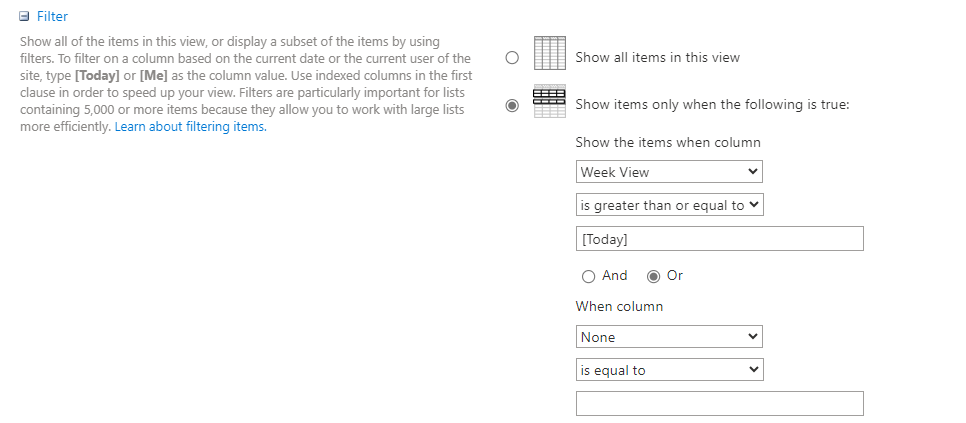 Filter
Show all of the items in this view, or display a subset of the items by using
filters. To filter on a column based on the current date or the current user of the
site, type [Today] or [Me] as the column value. Use indexed columns in the first
clause in order to speed up your view. Filters are particularly important for lists
containing 5,000 or more items because they allow you to work with large lists
more efficiently. Learn about filtering items.
Show all items in this view
Show items only when the following is true:
Show the items when column
Week View
is greater than or equal to
[Today]
And Or
When column
None
is equal to